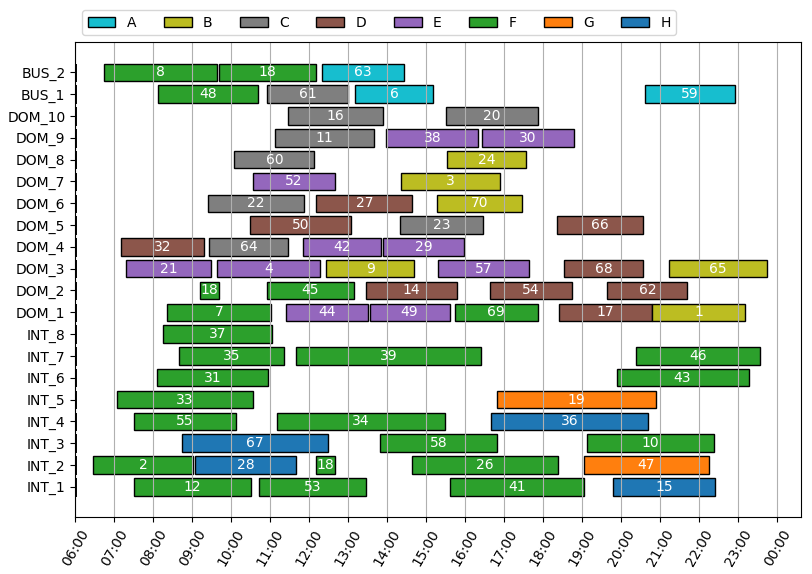 A B C D E F G H
BUS_2 8 18 63
BUS_1 48 61 6 59
DOM_10 16 20
DOM_9 11 38 30
DOM_8 60 24
DOM_7 52 3
DOM_6 22 27 70
DOM_5 50 23 66
DOM_4 32 64 42 29
DOM_3 21 4 9 57 68 65
DOM_2 18 45 14 54 62
DOM_1 7 44 49 69 17 1
INT_8 37
INT_7 35 39 46
INT_6 31 43
INT_5 33 19
INT_4 55 34 36
INT_3 67 58 10
INT_2 2 28 18 26 47
INT_1 12 53 41 15
06:00 07:00 08:00 09:00 10:00 11:00 12:00 13:00 14:00 15:00 16:00 17:00 18:00 19:00 20:00 21:00 22:00 23:00 00:00